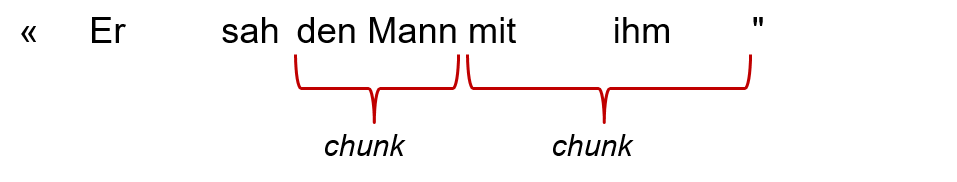 « Er sah den Mann mit ihm "
chunk chunk